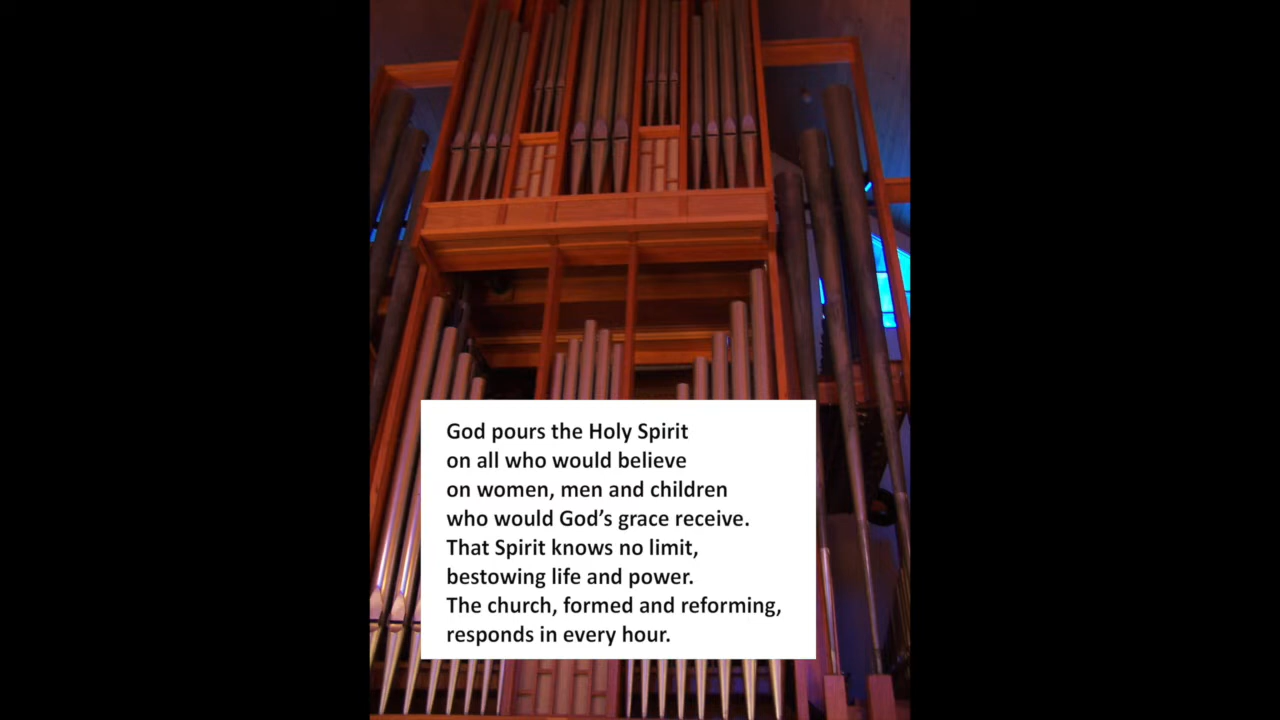 God pours the Holy Spirit
on all who would believe
on women, men and children
who would God’s grace receive.
That Spirit knows no limit,
bestowing life and power.
The church, formed and reforming,
responds in every hour.